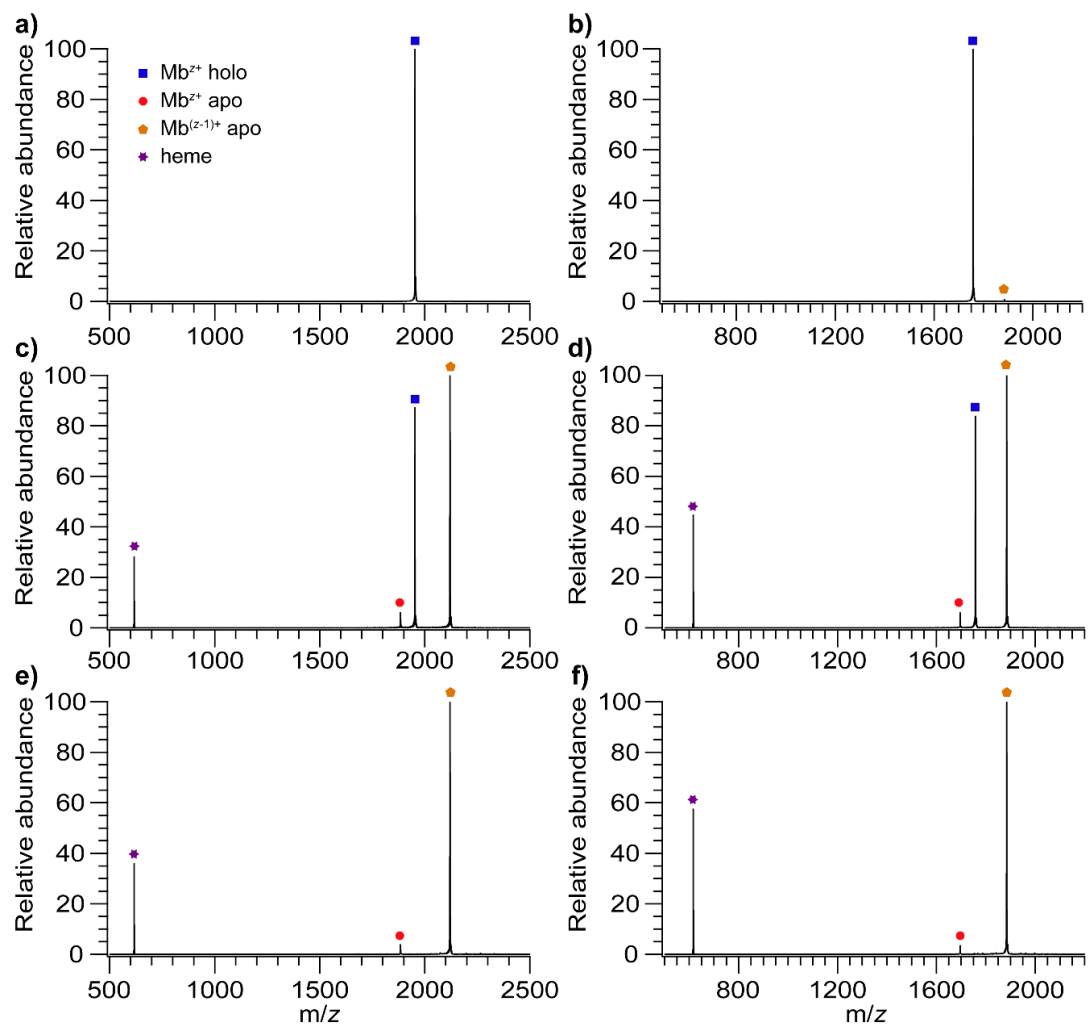 a)
Relative abundance
100
80
60
40
20
0
Mbᶻ⁺ holo
Mbᶻ⁺ apo
Mb⁽ᶻ⁻¹⁾⁺ apo
heme
500 1000 1500 2000 2500
b)
Relative abundance
100
80
60
40
20
0
800 1200 1600 2000
c)
Relative abundance
100
80
60
40
20
0
500 1000 1500 2000 2500
d)
Relative abundance
100
80
60
40
20
0
800 1200 1600 2000
e)
Relative abundance
100
80
60
40
20
0
500 1000 1500 2000 2500
m/z
f)
Relative abundance
100
80
60
40
20
0
800 1200 1600 2000
m/z